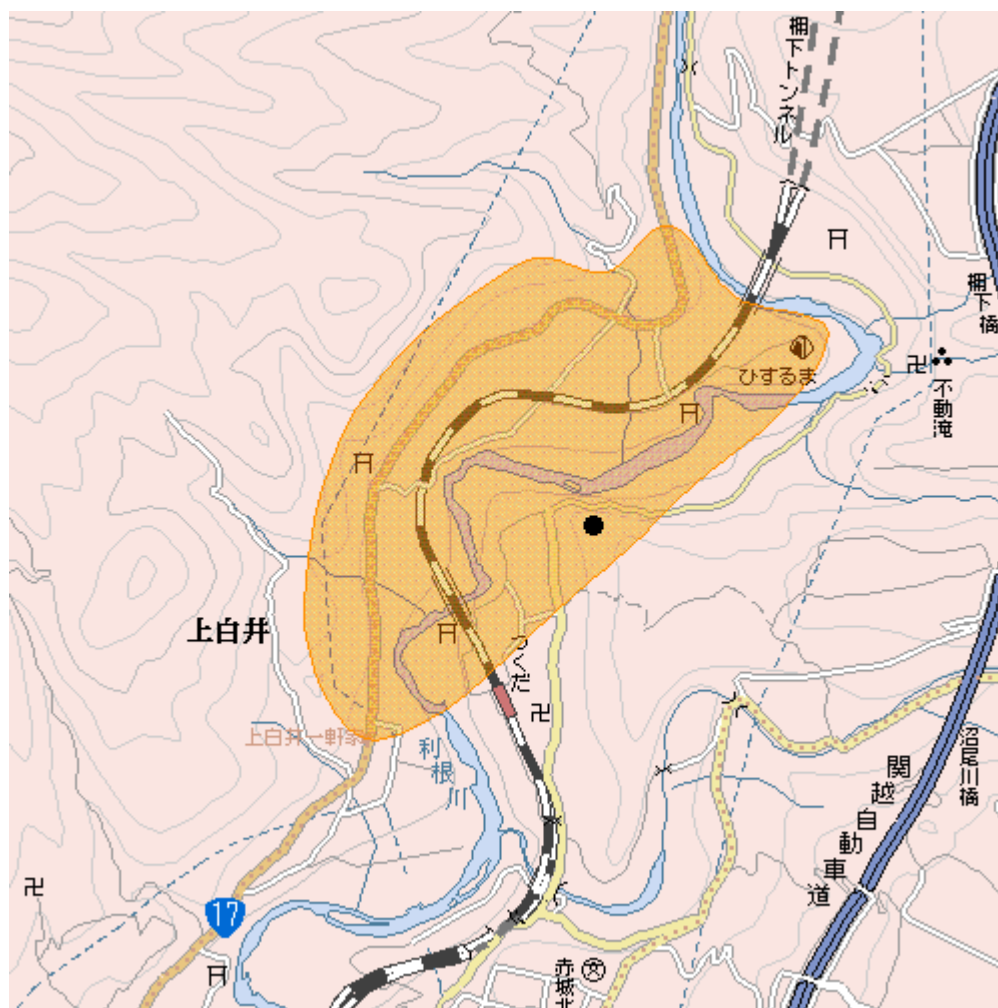 棚下トンネル
棚下橋
不動滝
ひするま
上白井
つくだ
上白井一軒家
利根川
関越自動車道
沼尾川橋
17
赤城北